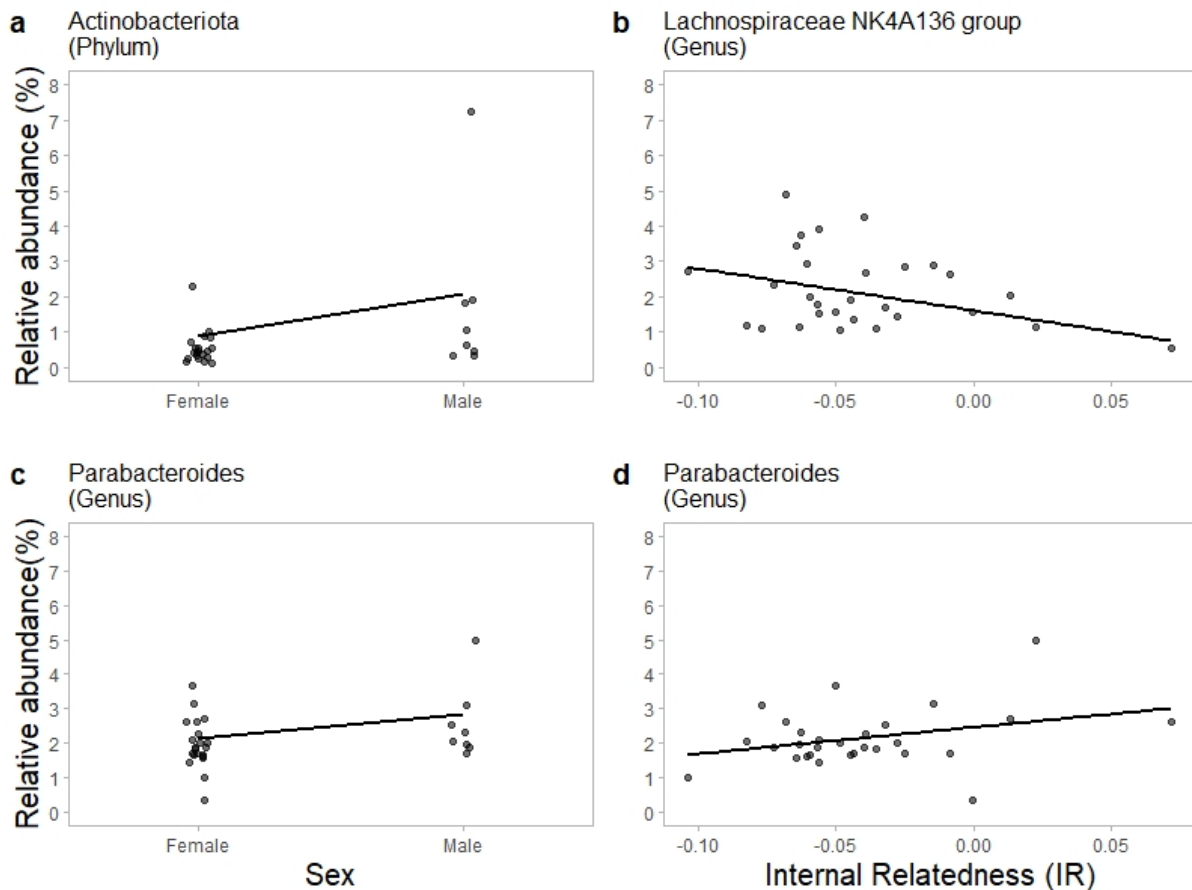 a Actinobacteriota
(Phylum)
Relative abundance (%)
8
7
6
5
4
3
2
1
0
Female Male
b Lachnospiraceae NK4A136 group
(Genus)
8
7
6
5
4
3
2
1
0
-0.10 -0.05 0.00 0.05
c Parabacteroides
(Genus)
Relative abundance(%)
8
7
6
5
4
3
2
1
0
Female Male
Sex
d Parabacteroides
(Genus)
8
7
6
5
4
3
2
1
0
-0.10 -0.05 0.00 0.05
Internal Relatedness (IR)